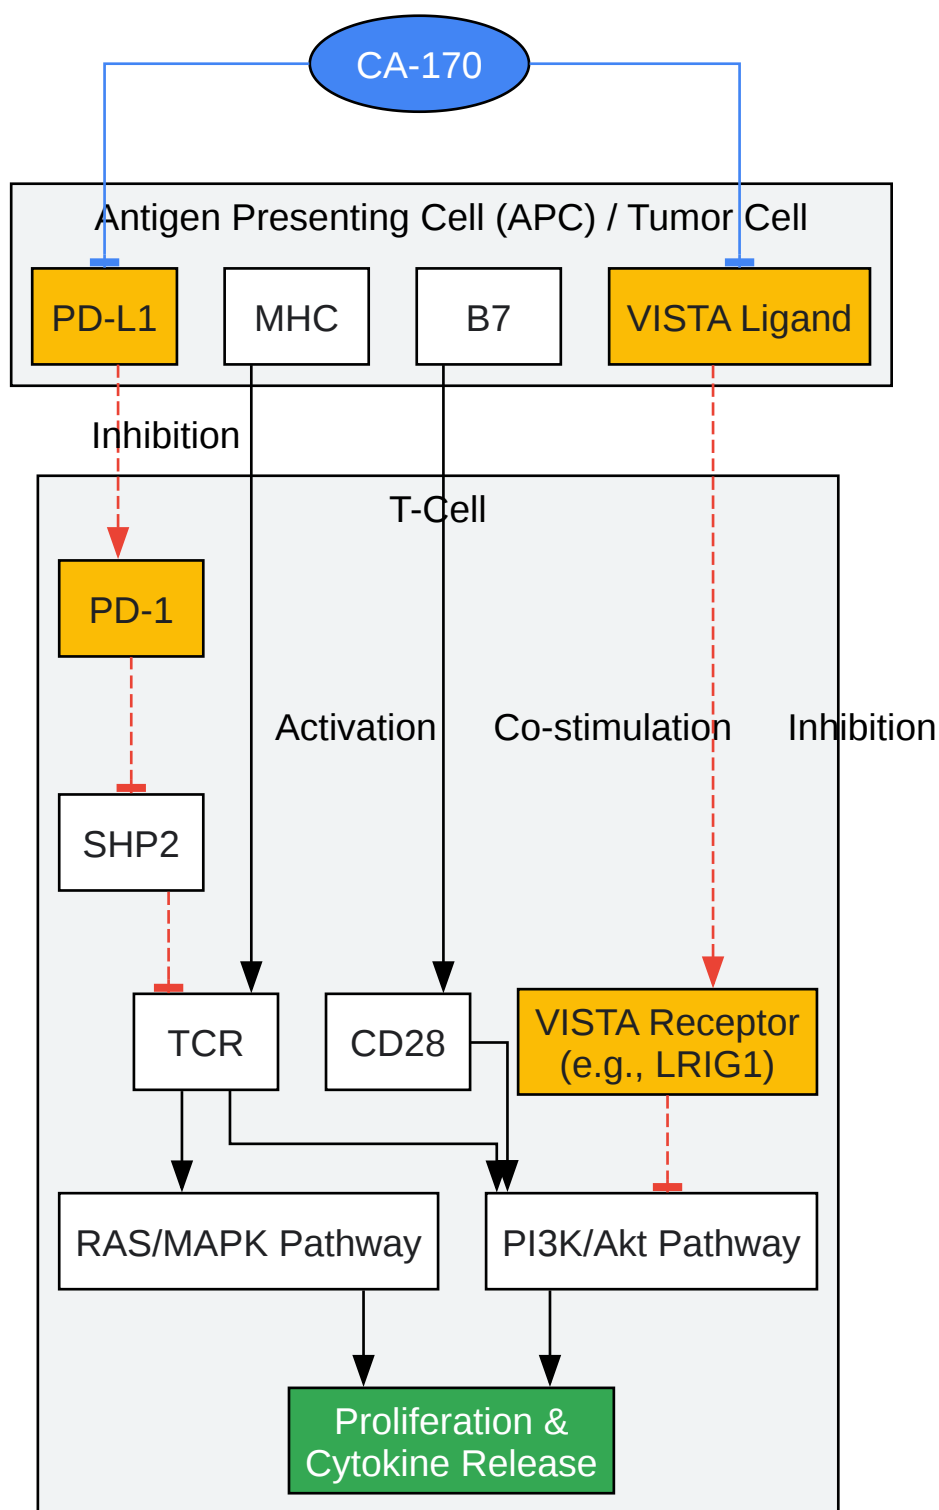 CA-170
Antigen Presenting Cell (APC) / Tumor Cell
PD-L1
MHC
B7
VISTA Ligand
Inhibition
T-Cell
PD-1
Activation
Co-stimulation
Inhibition
SHP2
TCR
CD28
VISTA Receptor
(e.g., LRIG1)
RAS/MAPK Pathway
PI3K/Akt Pathway
Proliferation &
Cytokine Release